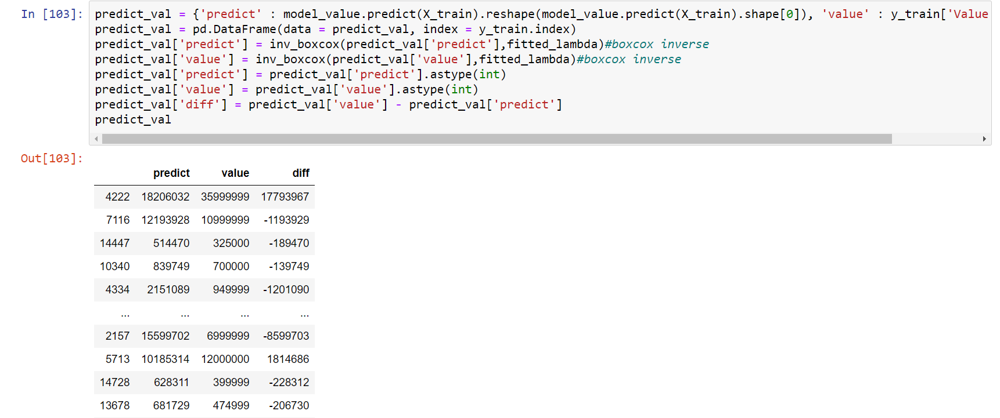 In [103]: predict_val = {'predict' : model_value.predict(X_train).reshape(model_value.predict(X_train).shape[0]), 'value' : y_train['Value
predict_val = pd.DataFrame(data = predict_val, index = y_train.index)
predict_val['predict'] = inv_boxcox(predict_val['predict'],fitted_lambda)#boxcox inverse
predict_val['value'] = inv_boxcox(predict_val['value'],fitted_lambda)#boxcox inverse
predict_val['predict'] = predict_val['predict'].astype(int)
predict_val['value'] = predict_val['value'].astype(int)
predict_val['diff'] = predict_val['value'] - predict_val['predict']
predict_val
Out[103]:
predict value diff
4222 18206032 35999999 17793967
7116 12193928 10999999 -1193929
14447 514470 325000 -189470
10340 839749 700000 -139749
4334 2151089 949999 -1201090
... ... ... ...
2157 15599702 6999999 -8599703
5713 10185314 12000000 1814686
14728 628311 399999 -228312
13678 681729 474999 -206730